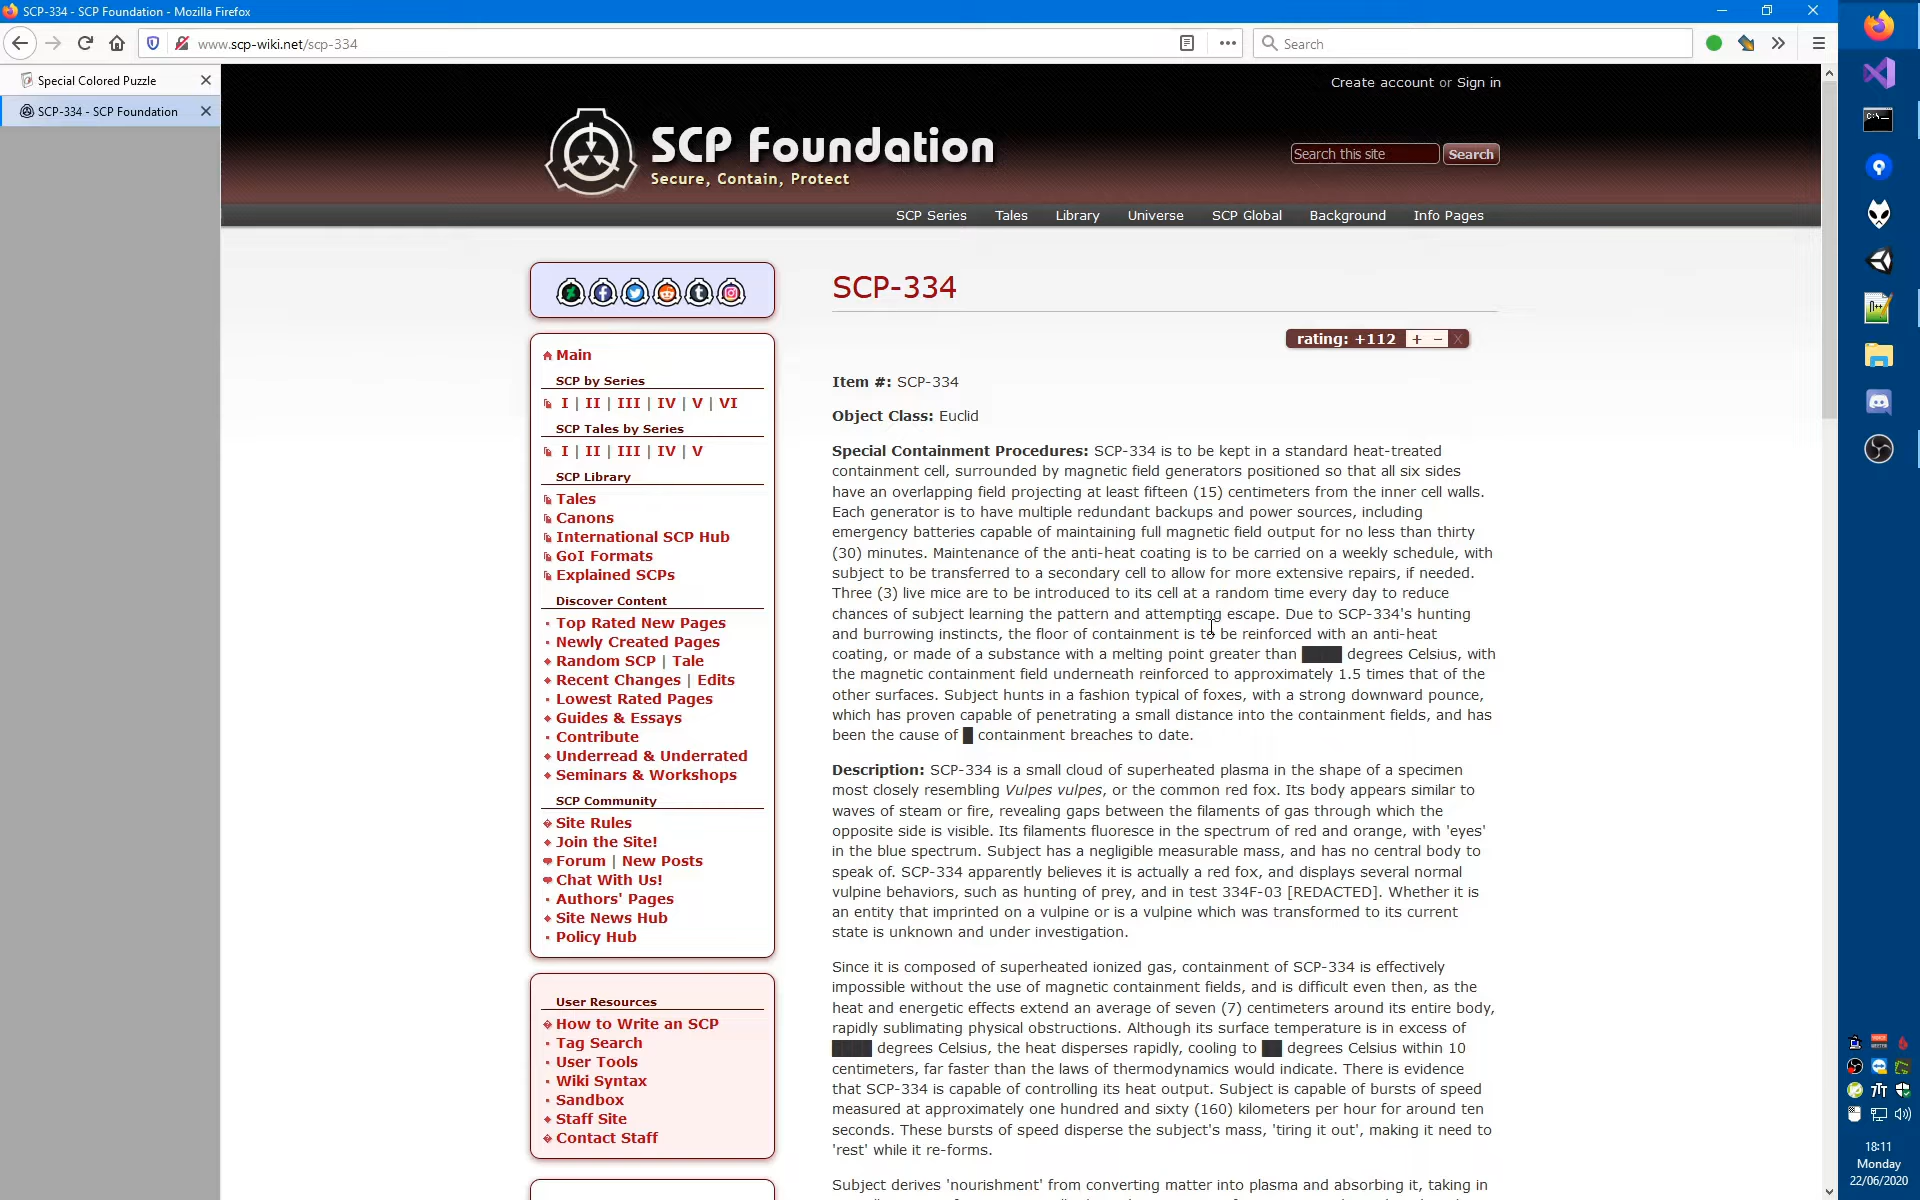 SCP-334 - SCP Foundation - Mozilla Firefox
www.scp-wiki.net/scp-334
Search
Special Colored Puzzle
SCP-334 - SCP Foundation
Create account or Sign in
SCP Foundation
Secure, Contain, Protect
Search this site
Search
SCP Series
Tales
Library
Universe
SCP Global
Background
Info Pages
Main
SCP by Series
I | II | III | IV | V | VI
SCP Tales by Series
I | II | III | IV | V
SCP Library
Tales
Canons
International SCP Hub
GoI Formats
Explained SCPs
Discover Content
Top Rated New Pages
Newly Created Pages
Random SCP | Tale
Recent Changes | Edits
Lowest Rated Pages
Guides & Essays
Contribute
Underread & Underrated
Seminars & Workshops
SCP Community
Site Rules
Join the Site!
Forum | New Posts
Chat With Us!
Authors' Pages
Site News Hub
Policy Hub
User Resources
How to Write an SCP
Tag Search
User Tools
Wiki Syntax
Sandbox
Staff Site
Contact Staff
SCP-334
rating: +112 + – X
Item #: SCP-334
Object Class: Euclid
Special Containment Procedures: SCP-334 is to be kept in a standard heat-treated
containment cell, surrounded by magnetic field generators positioned so that all six sides
have an overlapping field projecting at least fifteen (15) centimeters from the inner cell walls.
Each generator is to have multiple redundant backups and power sources, including
emergency batteries capable of maintaining full magnetic field output for no less than thirty
(30) minutes. Maintenance of the anti-heat coating is to be carried on a weekly schedule, with
subject to be transferred to a secondary cell to allow for more extensive repairs, if needed.
Three (3) live mice are to be introduced to its cell at a random time every day to reduce
chances of subject learning the pattern and attempting escape. Due to SCP-334's hunting
and burrowing instincts, the floor of containment is to be reinforced with an anti-heat
coating, or made of a substance with a melting point greater than ████ degrees Celsius, with
the magnetic containment field underneath reinforced to approximately 1.5 times that of the
other surfaces. Subject hunts in a fashion typical of foxes, with a strong downward pounce,
which has proven capable of penetrating a small distance into the containment fields, and has
been the cause of █ containment breaches to date.
Description: SCP-334 is a small cloud of superheated plasma in the shape of a specimen
most closely resembling Vulpes vulpes, or the common red fox. Its body appears similar to
waves of steam or fire, revealing gaps between the filaments of gas through which the
opposite side is visible. Its filaments fluoresce in the spectrum of red and orange, with 'eyes'
in the blue spectrum. Subject has a negligible measurable mass, and has no central body to
speak of. SCP-334 apparently believes it is actually a red fox, and displays several normal
vulpine behaviors, such as hunting of prey, and in test 334F-03 [REDACTED]. Whether it is
an entity that imprinted on a vulpine or is a vulpine which was transformed to its current
state is unknown and under investigation.
Since it is composed of superheated ionized gas, containment of SCP-334 is effectively
impossible without the use of magnetic containment fields, and is difficult even then, as the
heat and energetic effects extend an average of seven (7) centimeters around its entire body,
rapidly sublimating physical obstructions. Although its surface temperature is in excess of
████ degrees Celsius, the heat disperses rapidly, cooling to ██ degrees Celsius within 10
centimeters, far faster than the laws of thermodynamics would indicate. There is evidence
that SCP-334 is capable of controlling its heat output. Subject is capable of bursts of speed
measured at approximately one hundred and sixty (160) kilometers per hour for around ten
seconds. These bursts of speed disperse the subject's mass, 'tiring it out', making it need to
'rest' while it re-forms.
Subject derives 'nourishment' from converting matter into plasma and absorbing it, taking in
18:11
Monday
22/06/2020